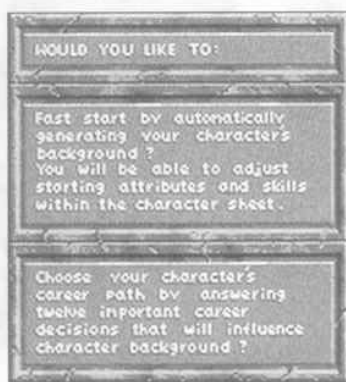 WOULD YOU LIKE TO:
Fast start by automatically
generating your character's
background ?
You will be able to adjust
starting attributes and skills
within the character sheet.
Choose your character's
career path by answering
twelve important career
decisions that will influence
character background ?